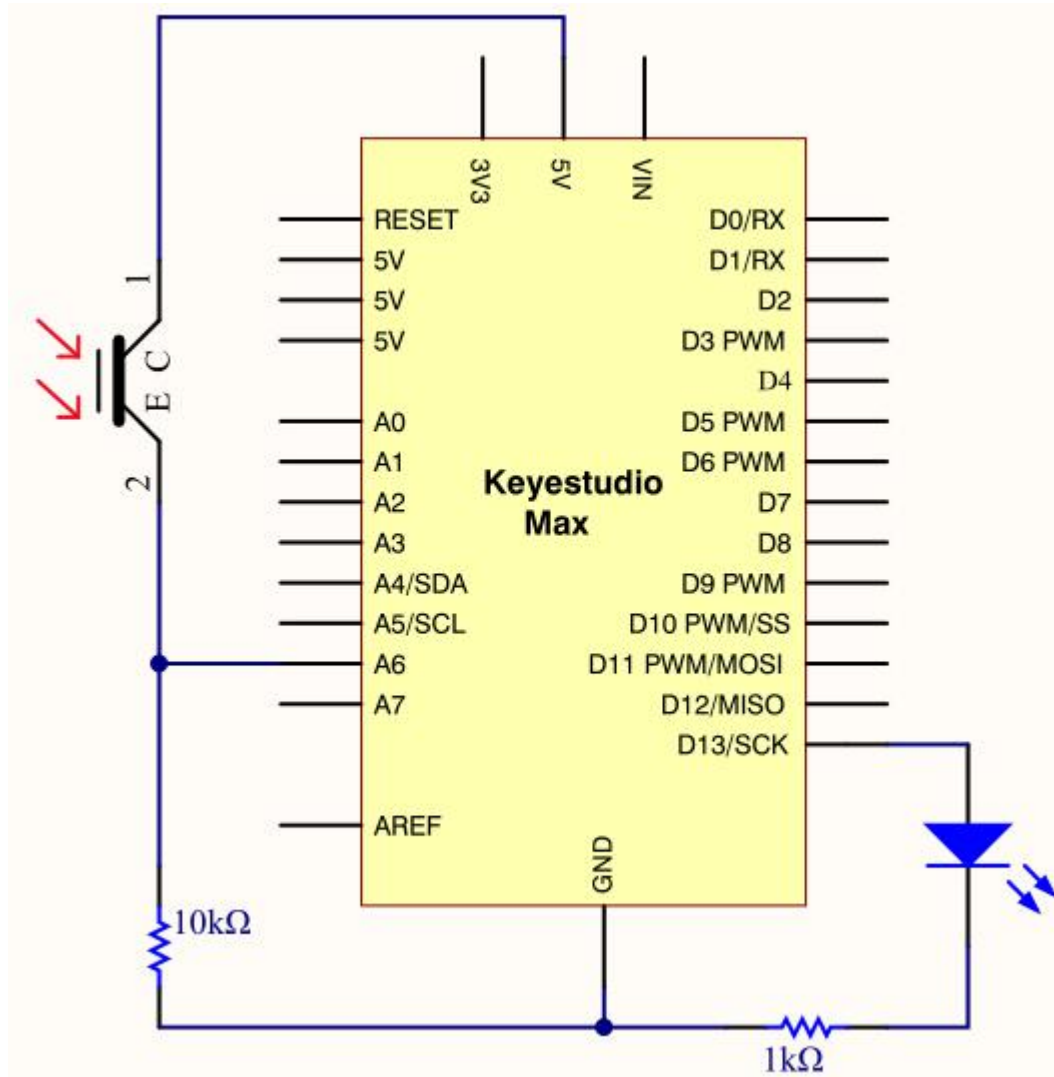 3V3
5V
VIN
RESET
5V
5V
5V
A0
A1
A2
A3
A4/SDA
A5/SCL
A6
A7
AREF
Keyestudio
Max
D0/RX
D1/RX
D2
D3 PWM
D4
D5 PWM
D6 PWM
D7
D8
D9 PWM
D10 PWM/SS
D11 PWM/MOSI
D12/MISO
D13/SCK
GND
1
C
E
2
10kΩ
1kΩ